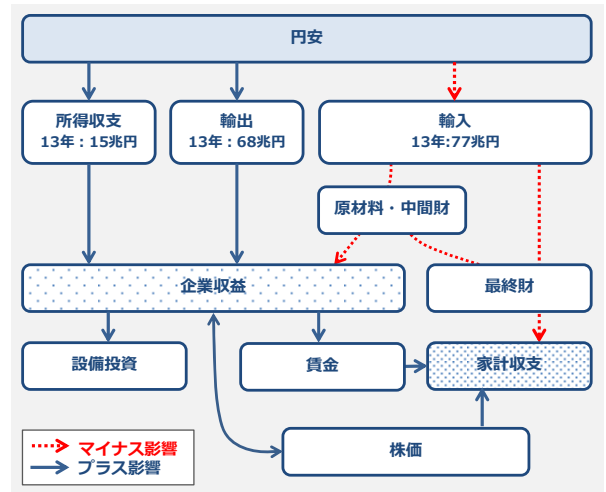 円安
所得収支
13年：15兆円
輸出
13年：68兆円
輸入
13年:77兆円
原材料・中間財
企業収益
最終財
設備投資
賃金
家計収支
株価
マイナス影響
プラス影響